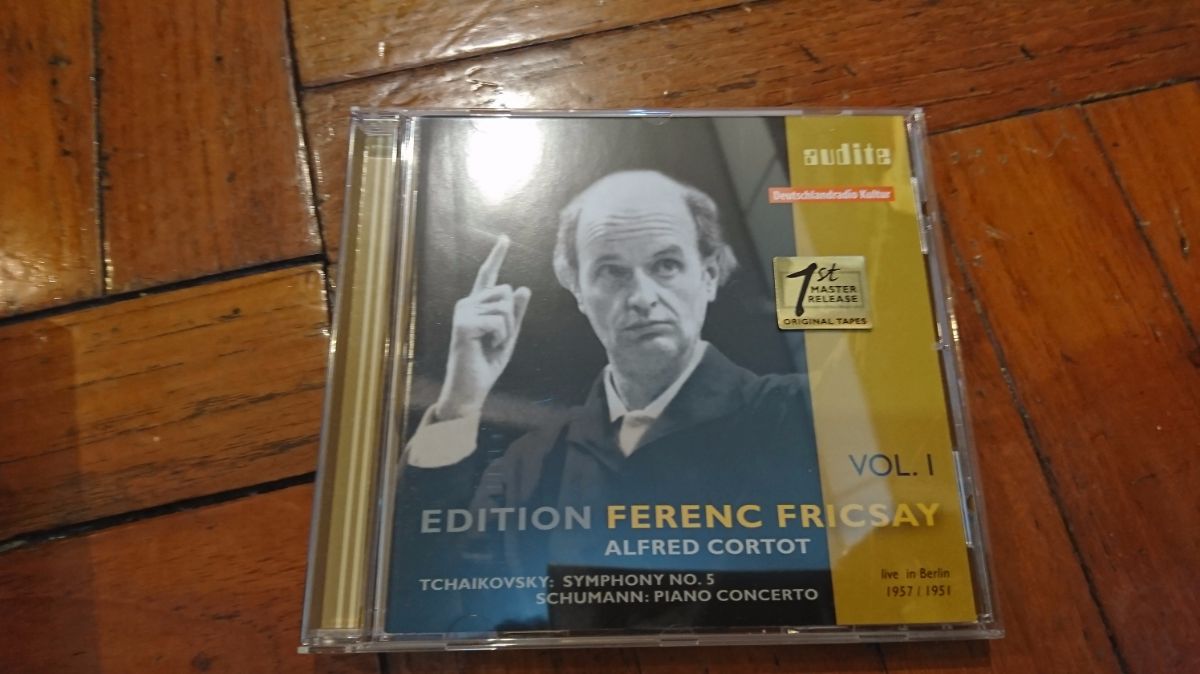 audite
Deutschlandradio Kultur
1st
MASTER
RELEASE
ORIGINAL TAPES
VOL. I
EDITION FERENC FRICSAY
ALFRED CORTOT
TCHAIKOVSKY: SYMPHONY NO. 5
SCHUMANN: PIANO CONCERTO
live in Berlin
1957 / 1951